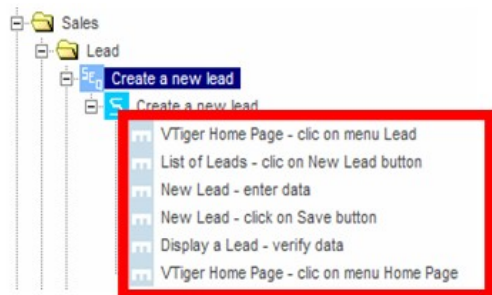 Sales
Lead
SEQ Create a new lead
S Create a new lead
m VTiger Home Page - clic on menu Lead
m List of Leads - clic on New Lead button
m New Lead - enter data
m New Lead - click on Save button
m Display a Lead - verify data
m VTiger Home Page - clic on menu Home Page